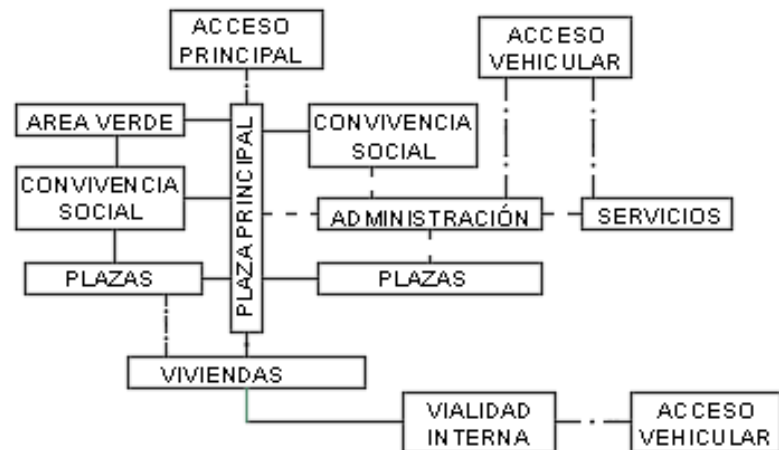 ACCESO
PRINCIPAL
ACCESO
VEHICULAR
AREA VERDE
CONVIVENCIA
SOCIAL
PLAZA PRINCIPAL
CONVIVENCIA
SOCIAL
ADMINISTRACIÓN
SERVICIOS
PLAZAS
PLAZAS
VIVIENDAS
VIALIDAD
INTERNA
ACCESO
VEHICULAR